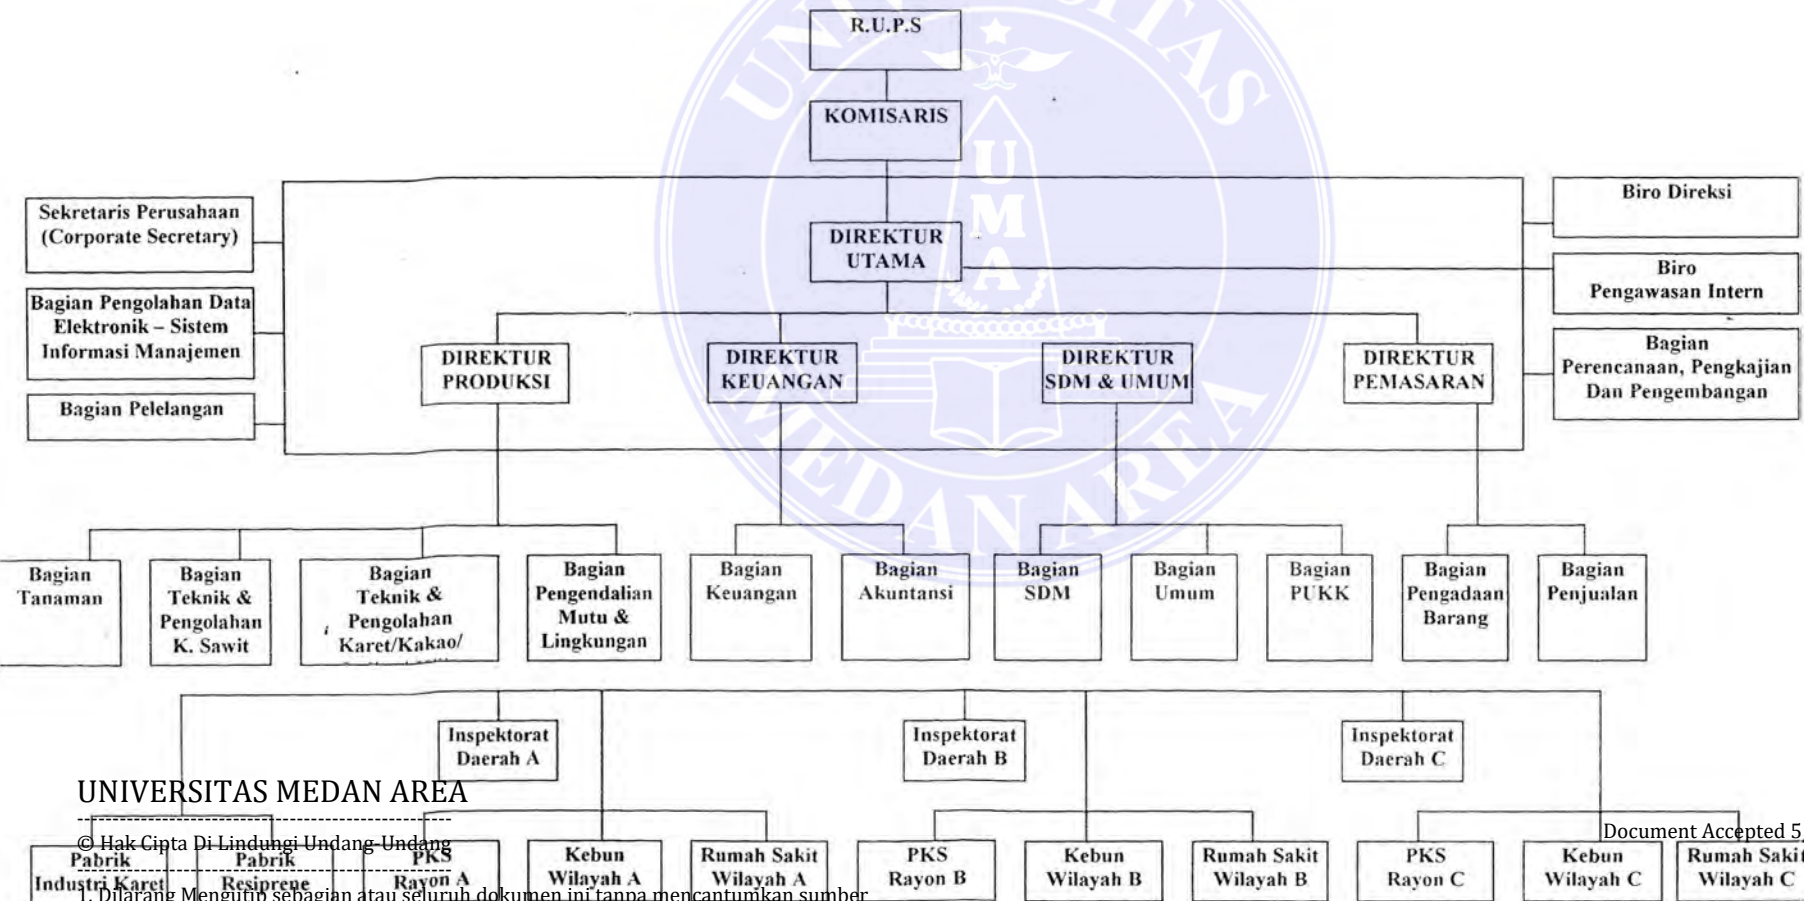 R.U.P.S
KOMISARIS
Sekretaris Perusahaan
(Corporate Secretary)
Bagian Pengolahan Data
Elektronik – Sistem
Informasi Manajemen
Bagian Pelelangan
DIREKTUR
UTAMA
Biro Direksi
Biro
Pengawasan Intern
Bagian
Perencanaan, Pengkajian
Dan Pengembangan
DIREKTUR
PRODUKSI
DIREKTUR
KEUANGAN
DIREKTUR
SDM & UMUM
DIREKTUR
PEMASARAN
Bagian
Tanaman
Bagian
Teknik &
Pengolahan
K. Sawit
Bagian
Teknik &
Pengolahan
Karet/Kakao/
Bagian
Pengendalian
Mutu &
Lingkungan
Bagian
Keuangan
Bagian
Akuntansi
Bagian
SDM
Bagian
Umum
Bagian
PUKK
Bagian
Pengadaan
Barang
Bagian
Penjualan
Inspektorat
Daerah A
Inspektorat
Daerah B
Inspektorat
Daerah C
Pabrik
Industri Karet
Pabrik
Resiprene
PKS
Rayon A
Kebun
Wilayah A
Rumah Sakit
Wilayah A
PKS
Rayon B
Kebun
Wilayah B
Rumah Sakit
Wilayah B
PKS
Rayon C
Kebun
Wilayah C
Rumah Sakit
Wilayah C
UNIVERSITAS MEDAN AREA
© Hak Cipta Di Lindungi Undang-Undang
Document Accepted 5
1. Dilarang Mengutip sebagian atau seluruh dokumen ini tanpa mencantumkan sumber
UNIVERSITAS
MEDAN AREA
U
M
A